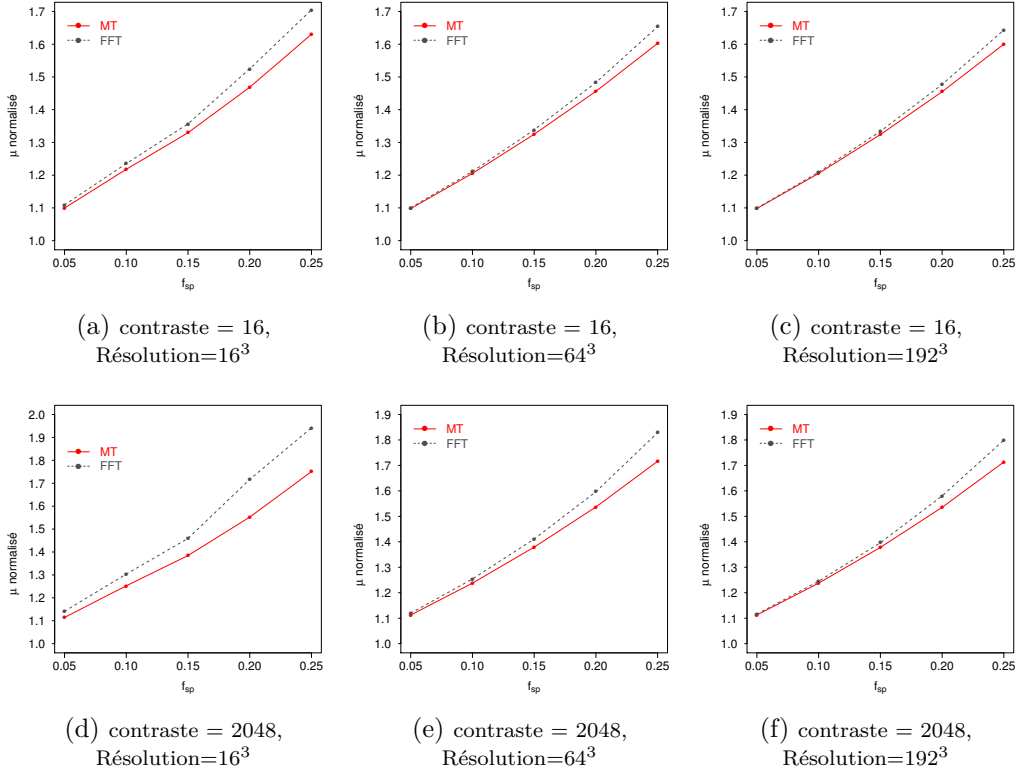 1.7
1.6
1.5
1.4
1.3
1.2
1.1
1.0
μ normalisé
MT
FFT
0.05 0.10 0.15 0.20 0.25
f_sp
(a) contraste = 16,
Résolution=16³
1.7
1.6
1.5
1.4
1.3
1.2
1.1
1.0
μ normalisé
MT
FFT
0.05 0.10 0.15 0.20 0.25
f_sp
(b) contraste = 16,
Résolution=64³
1.7
1.6
1.5
1.4
1.3
1.2
1.1
1.0
μ normalisé
MT
FFT
0.05 0.10 0.15 0.20 0.25
f_sp
(c) contraste = 16,
Résolution=192³
2.0
1.9
1.8
1.7
1.6
1.5
1.4
1.3
1.2
1.1
1.0
μ normalisé
MT
FFT
0.05 0.10 0.15 0.20 0.25
f_sp
(d) contraste = 2048,
Résolution=16³
1.9
1.8
1.7
1.6
1.5
1.4
1.3
1.2
1.1
1.0
μ normalisé
MT
FFT
0.05 0.10 0.15 0.20 0.25
f_sp
(e) contraste = 2048,
Résolution=64³
1.9
1.8
1.7
1.6
1.5
1.4
1.3
1.2
1.1
1.0
μ normalisé
MT
FFT
0.05 0.10 0.15 0.20 0.25
f_sp
(f) contraste = 2048,
Résolution=192³